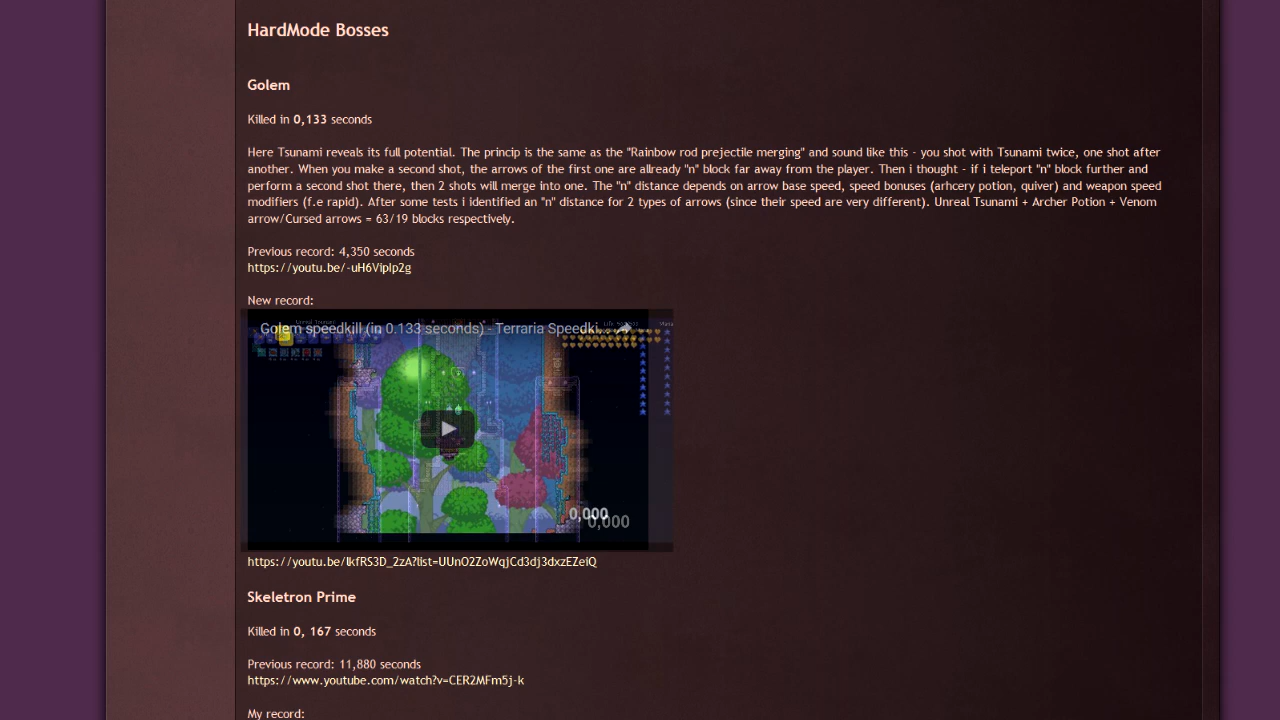 HardMode Bosses
Golem
Killed in 0,133 seconds
Here Tsunami reveals its full potential. The princip is the same as the "Rainbow rod prejectile merging" and sound like this - you shot with Tsunami twice, one shot after
another. When you make a second shot, the arrows of the first one are allready "n" block far away from the player. Then i thought - if i teleport "n" block further and
perform a second shot there, then 2 shots will merge into one. The "n" distance depends on arrow base speed, speed bonuses (arhcery potion, quiver) and weapon speed
modifiers (f.e rapid). After some tests i identified an "n" distance for 2 types of arrows (since their speed are very different). Unreal Tsunami + Archer Potion + Venom
arrow/Cursed arrows = 63/19 blocks respectively.
Previous record: 4,350 seconds
https://youtu.be/-uH6VipIp2g
New record:
Golem speedkill (in 0.133 seconds) - Terraria Speedki...
Mana
0,000
0,000
https://youtu.be/lkfRS3D_2zA?list=UUnO2ZoWqjCd3dj3dxzEZeiQ
Skeletron Prime
Killed in 0, 167 seconds
Previous record: 11,880 seconds
https://www.youtube.com/watch?v=CER2MFm5j-k
My record: